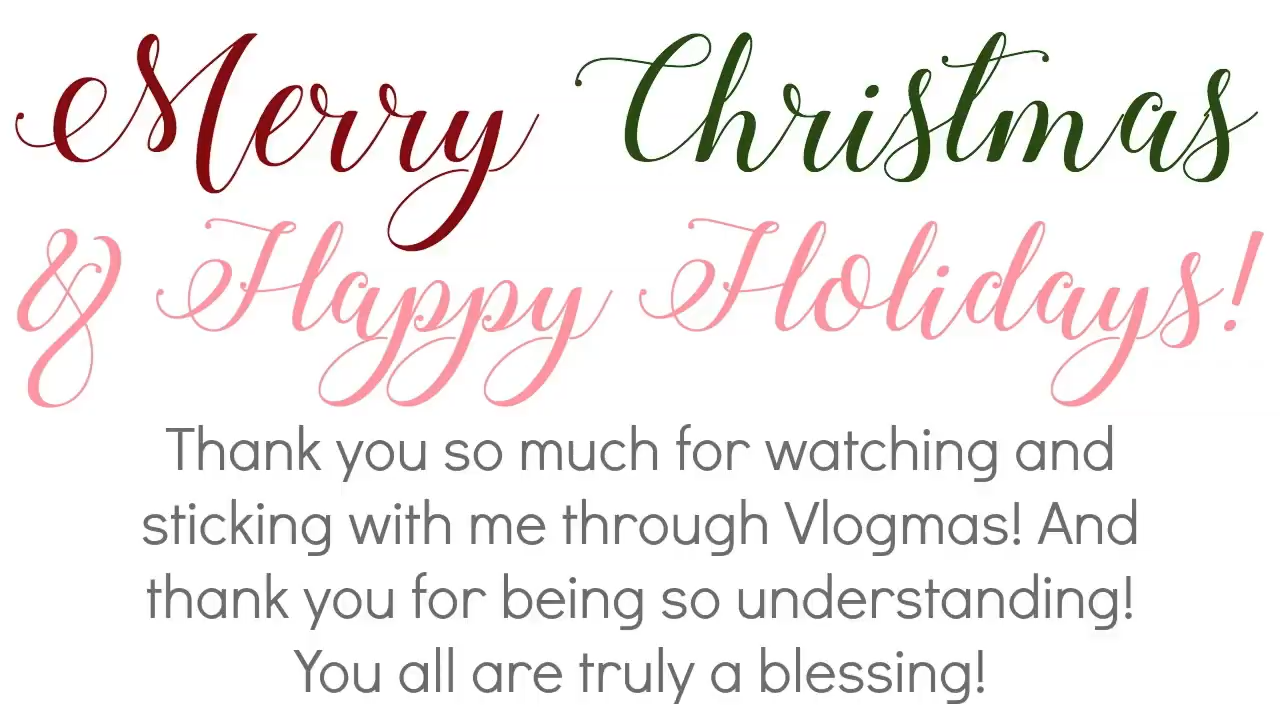 Merry Christmas
& Happy Holidays!
Thank you so much for watching and
sticking with me through Vlogmas! And
thank you for being so understanding!
You all are truly a blessing!